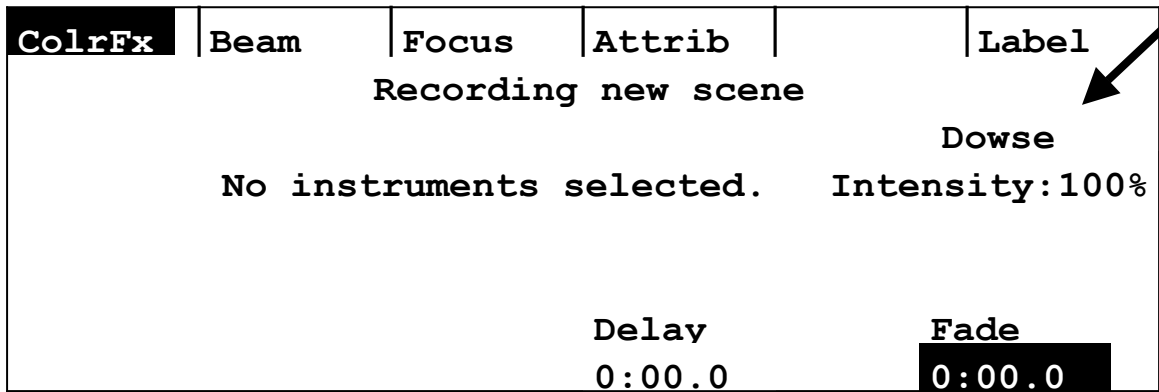 ColrFx Beam Focus Attrib Label
Recording new scene
Dowse
No instruments selected. Intensity:100%
Delay Fade
0:00.0 0:00.0